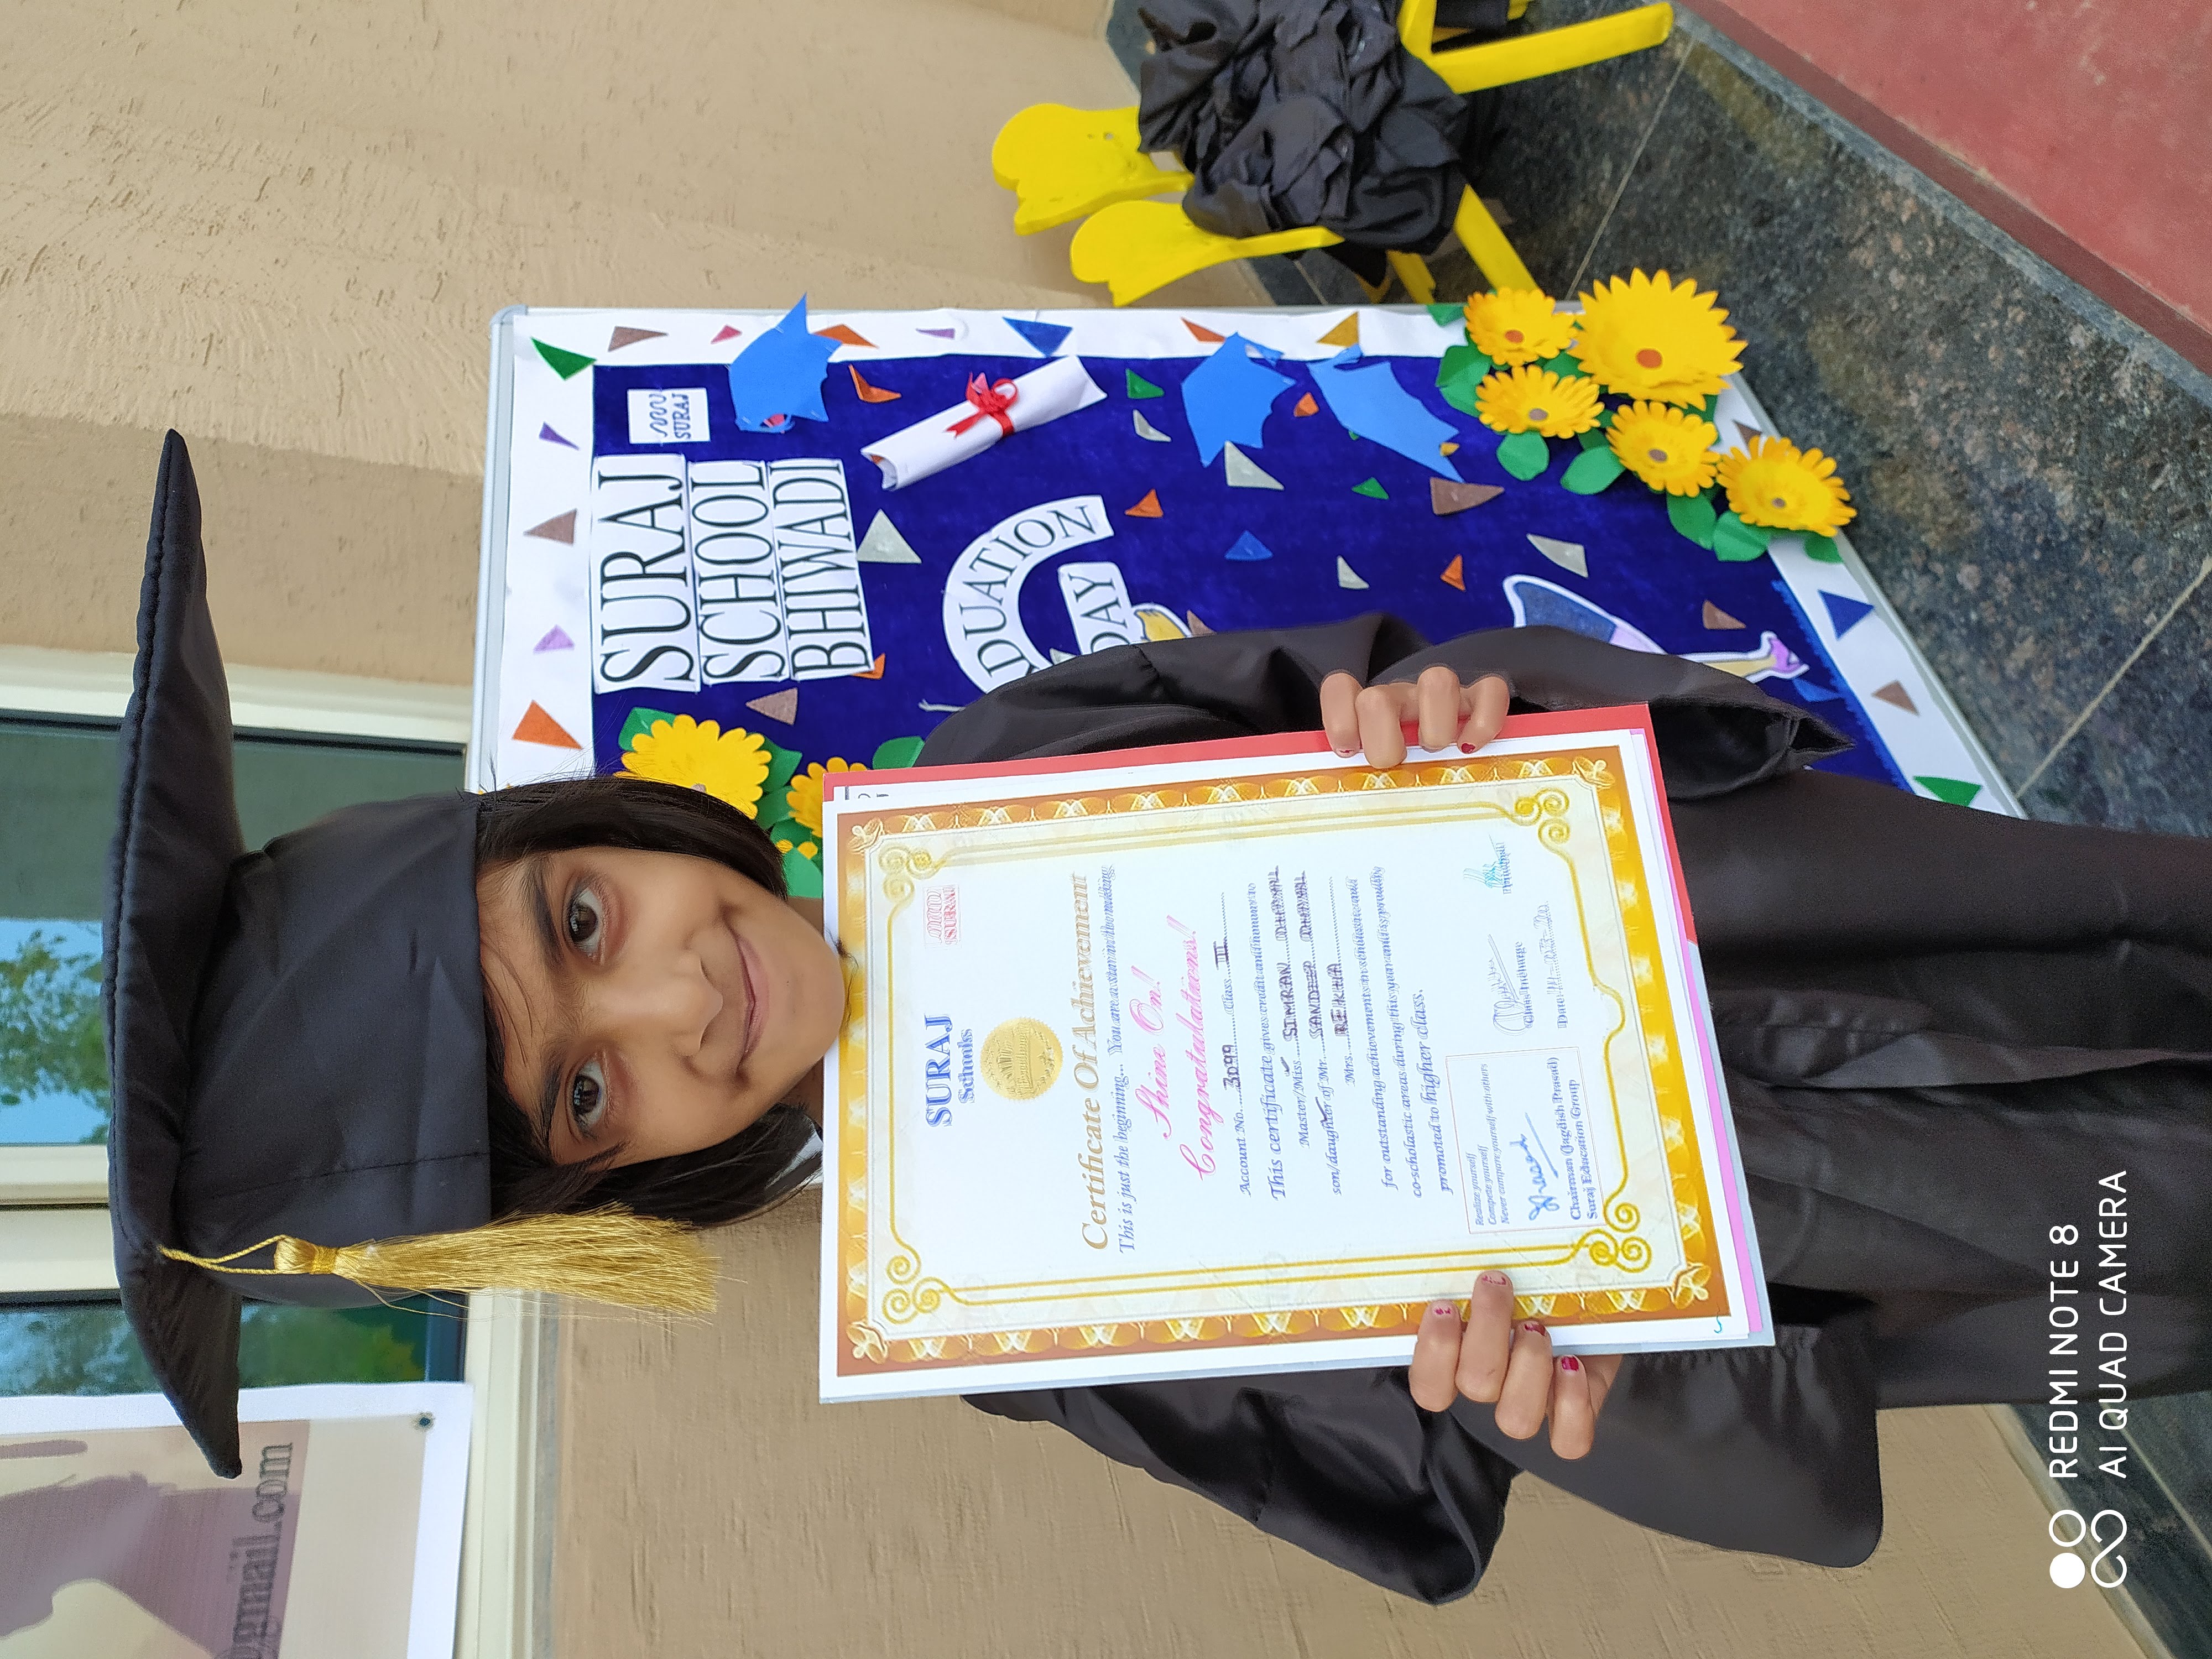 @gmail.com
SURAJ
SCHOOL
BHIWADI
SURAJ
DUATION
DAY
SURAJ
Schools
SURAJ
Certificate Of Achievement
This is just the beginning... You are a star in the making
Shine On!
Congratulations!
Account No. 3099 Class III
This certificate gives credit and honour to
Master/Miss SIMRAN DHAYAL
son/daughter of Mr. SANDEEP DHAYAL
Mrs. REKHA
for outstanding achievements in scholastic and
co-scholastic areas during this year and is proudly
promoted to higher class.
Realize yourself
Compete yourself
Never compare yourself with others
JPrasad
Chairman (Jagdish Prasad)
Suraj Education Group
Class Incharge
Principal
Date:
REDMI NOTE 8
AI QUAD CAMERA